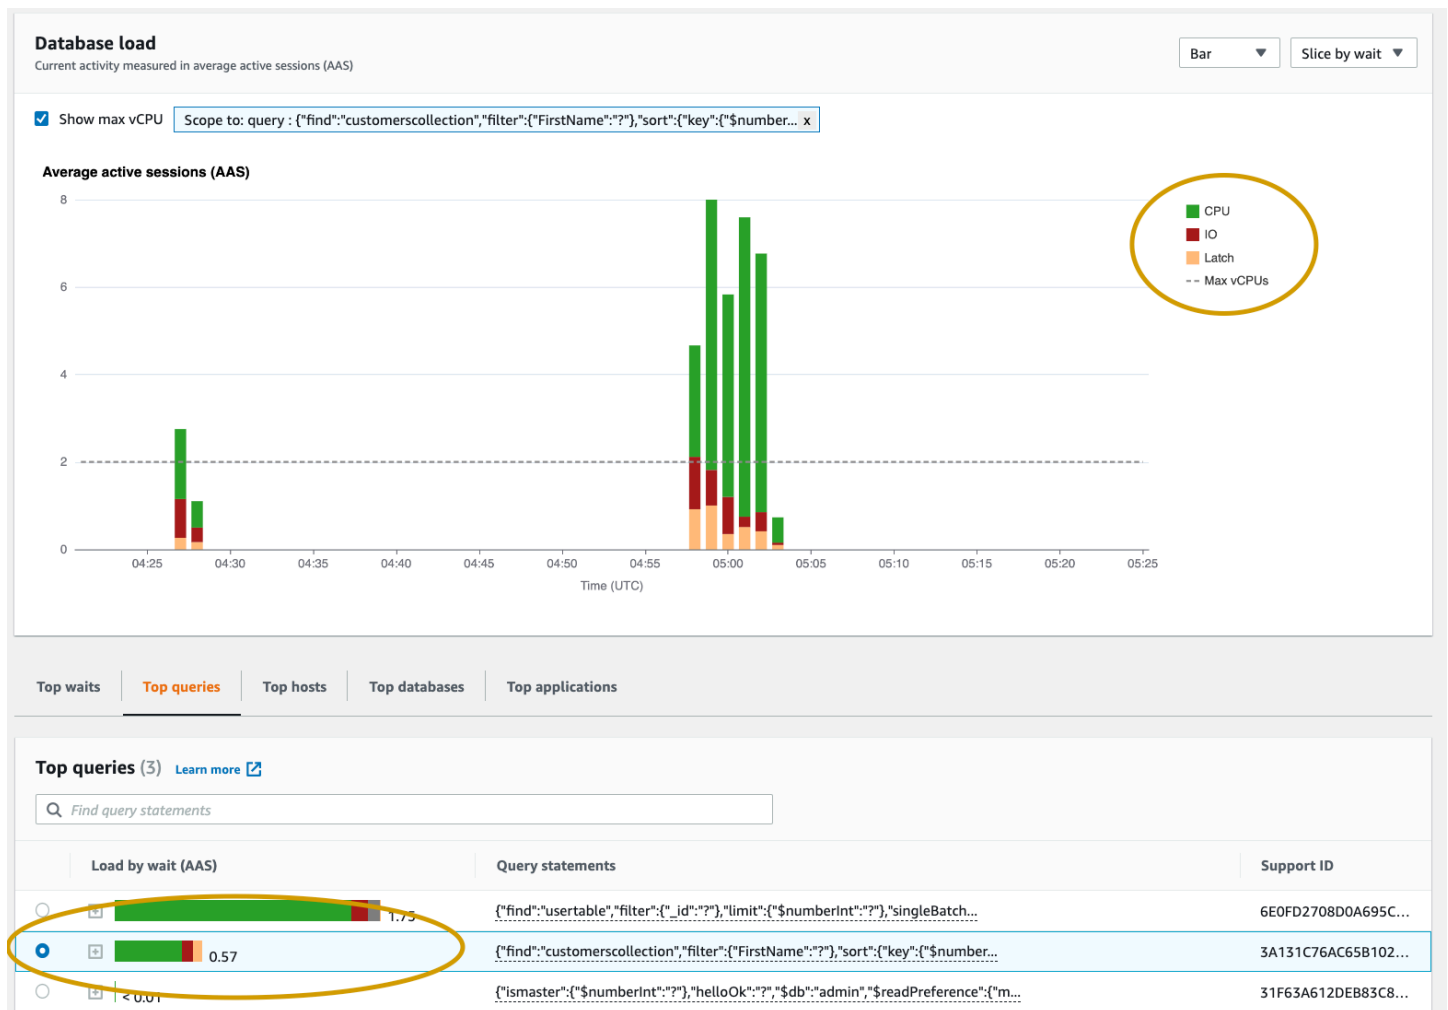 Database load
Current activity measured in average active sessions (AAS)
Bar
Slice by wait
Show max vCPU
Scope to: query : {"find":"customerscollection","filter":{"FirstName":"?"},"sort":{"key":{"$number... x
Average active sessions (AAS)
8
6
4
2
0
CPU
IO
Latch
Max vCPUs
04:25 04:30 04:35 04:40 04:45 04:50 04:55 05:00 05:05 05:10 05:15 05:20 05:25
Time (UTC)
Top waits Top queries Top hosts Top databases Top applications
Top queries (3) Learn more
Find query statements
Load by wait (AAS) Query statements Support ID
1.75 {"find":"usertable","filter":{"_id":"?"},"limit":{"$numberInt":"?"},"singleBatch... 6E0FD2708D0A695C...
0.57 {"find":"customerscollection","filter":{"FirstName":"?"},"sort":{"key":{"$number... 3A131C76AC65B102...
< 0.01 {"ismaster":{"$numberInt":"?"},"helloOk":"?","$db":"admin","$readPreference":{"m... 31F63A612DEB83C8...